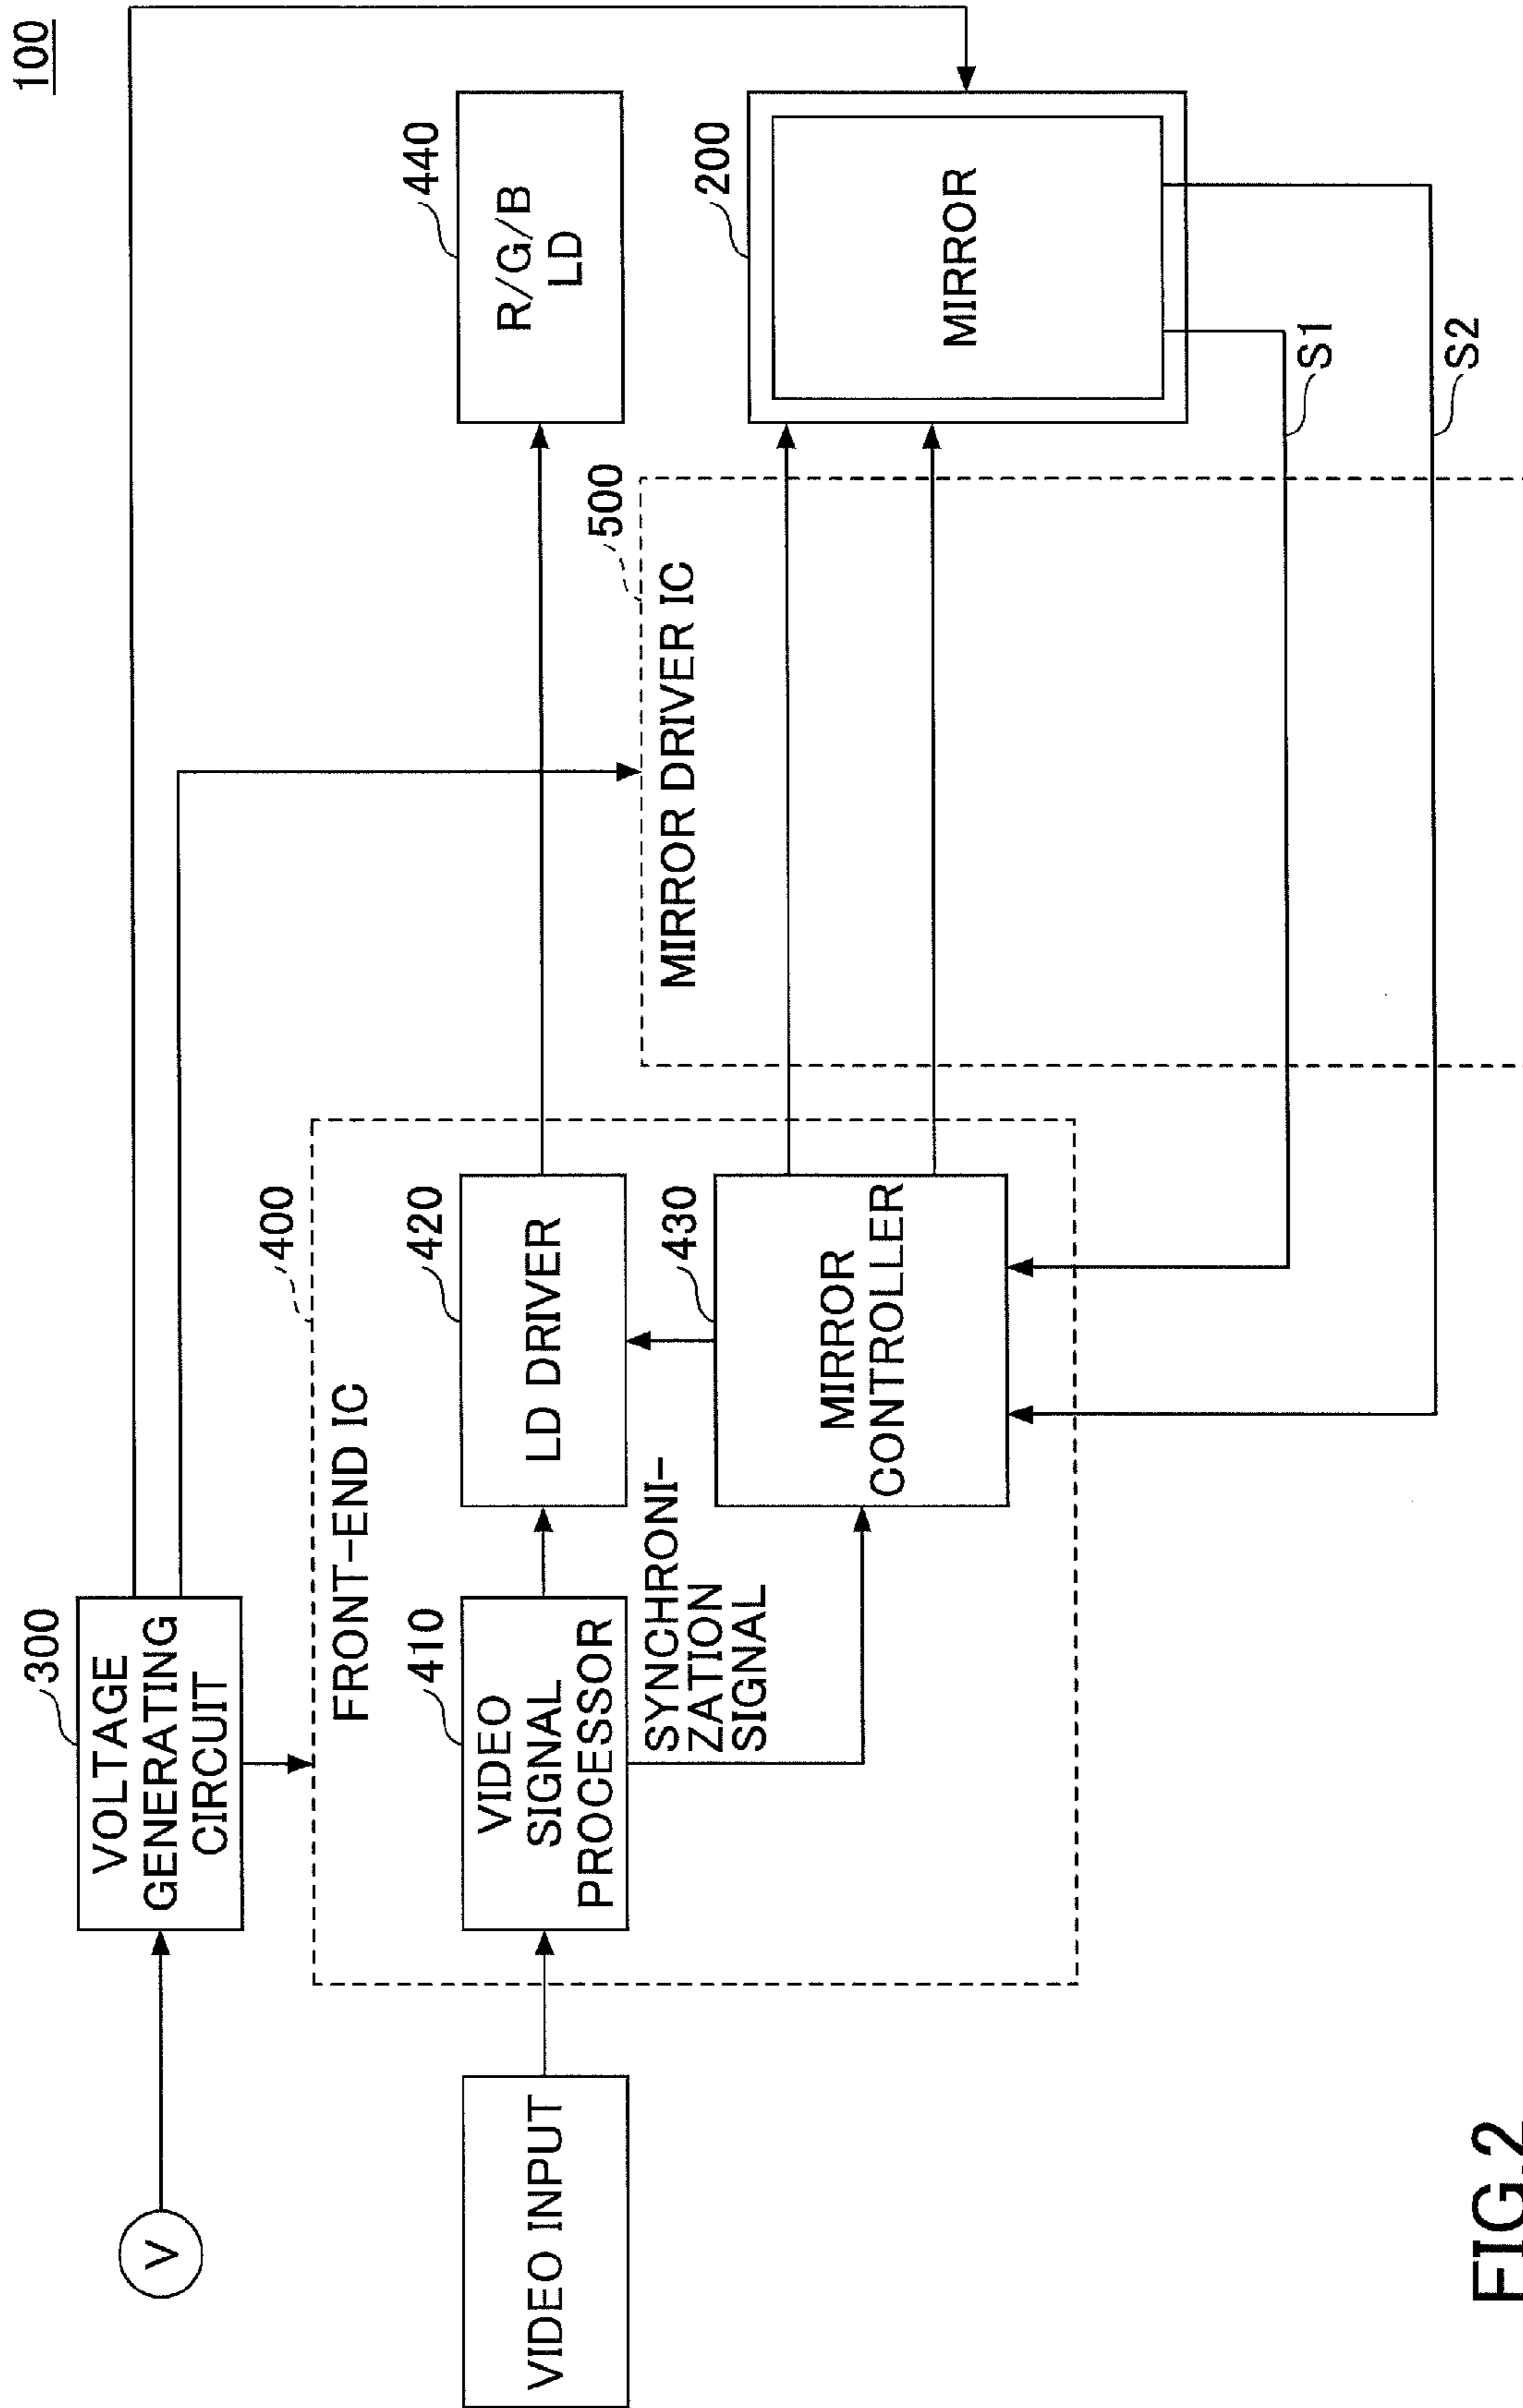 100
300
VOLTAGE
GENERATING
CIRCUIT
V
400
FRONT-END IC
VIDEO INPUT
410
VIDEO
SIGNAL
PROCESSOR
420
LD DRIVER
440
R/G/B
LD
SYNCHRONI-
ZATION
SIGNAL
430
MIRROR
CONTROLLER
500
MIRROR DRIVER IC
200
MIRROR
S1
S2
FIG.2